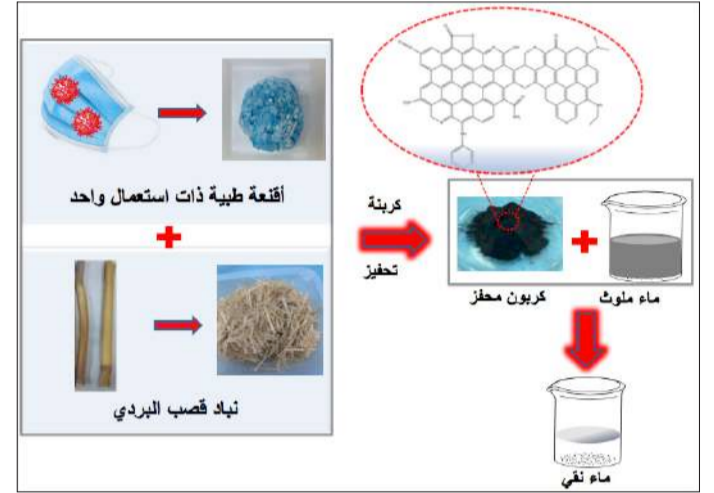 أقنعة طبية ذات استعمال واحد
نباد قصب البردي
كربنة
تحفيز
كربون محفز
ماء ملوث
ماء نقي